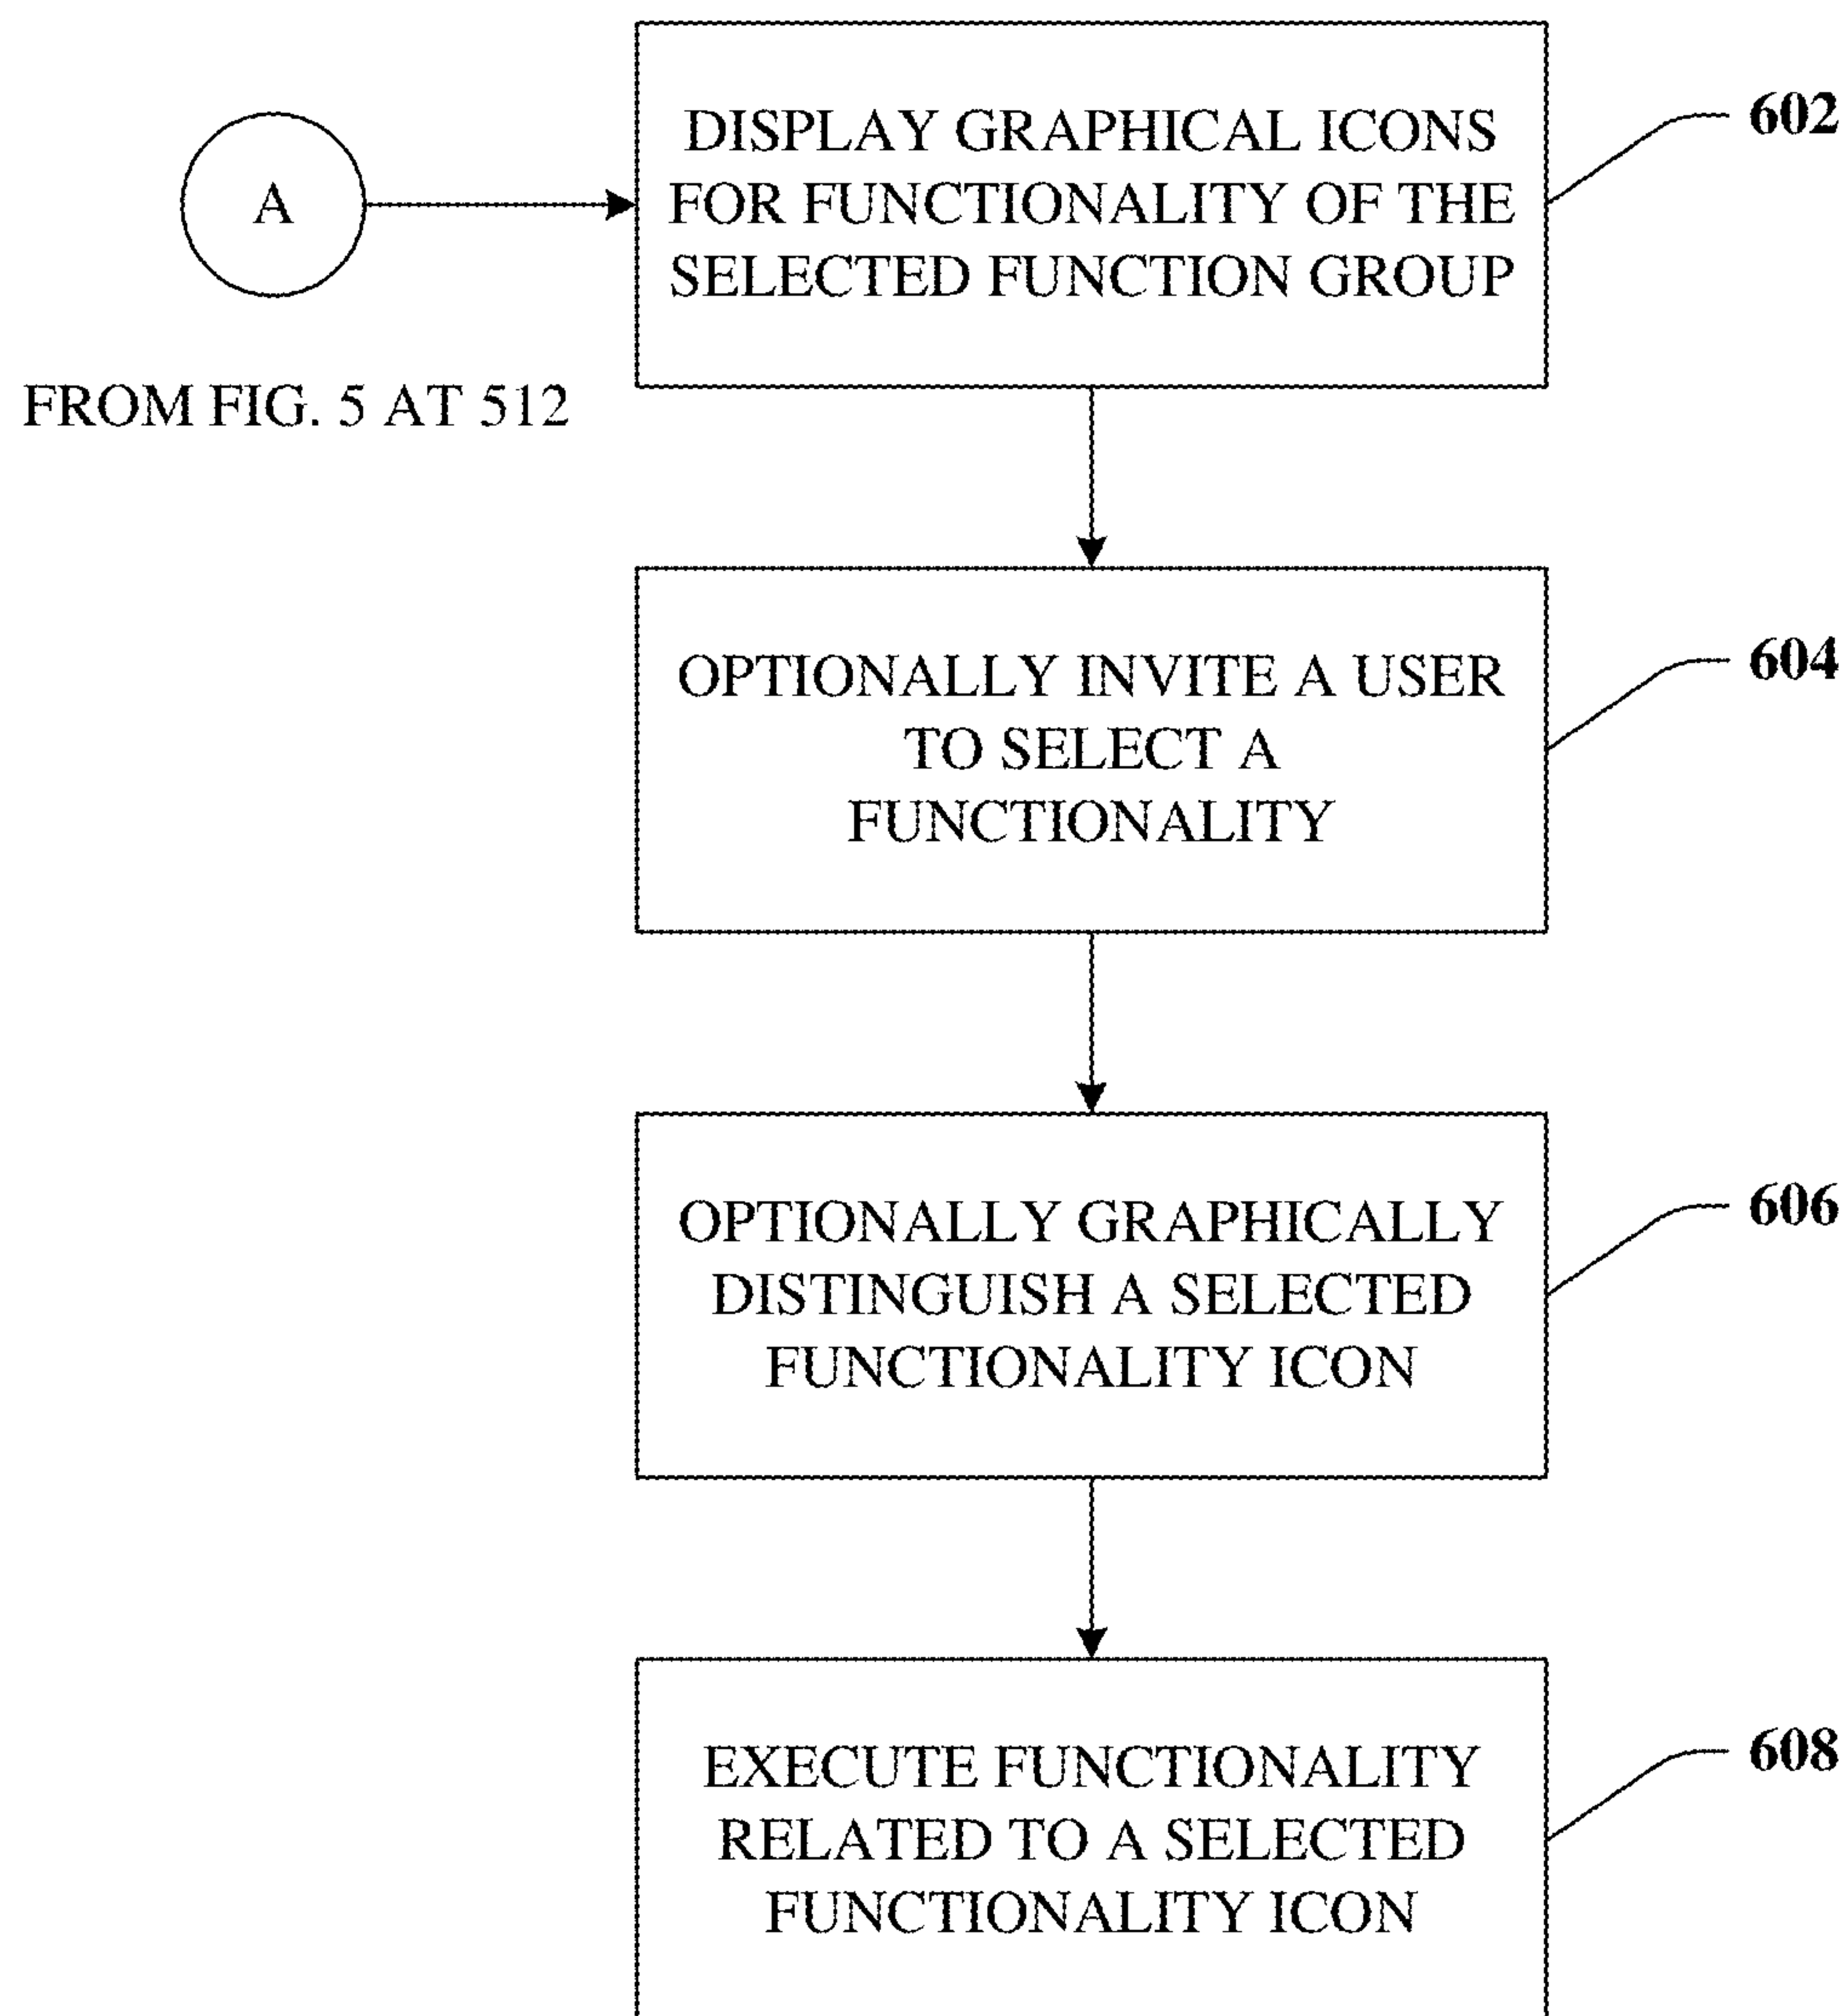 A
FROM FIG. 5 AT 512
DISPLAY GRAPHICAL ICONS
FOR FUNCTIONALITY OF THE
SELECTED FUNCTION GROUP
602
OPTIONALLY INVITE A USER
TO SELECT A
FUNCTIONALITY
604
OPTIONALLY GRAPHICALLY
DISTINGUISH A SELECTED
FUNCTIONALITY ICON
606
EXECUTE FUNCTIONALITY
RELATED TO A SELECTED
FUNCTIONALITY ICON
608